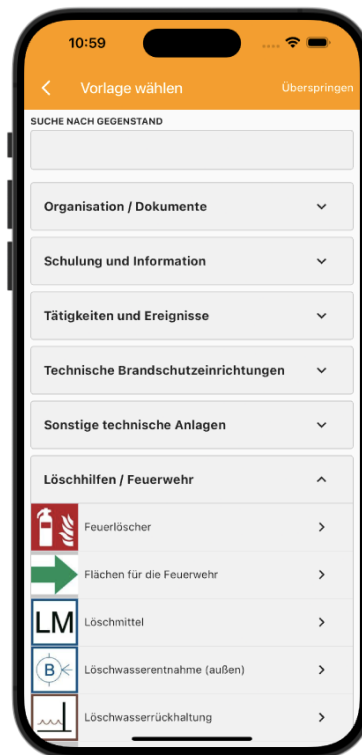 10:59
Vorlage wählen
Überspringen
SUCHE NACH GEGENSTAND
Organisation / Dokumente
Schulung und Information
Tätigkeiten und Ereignisse
Technische Brandschutzeinrichtungen
Sonstige technische Anlagen
Löschhilfen / Feuerwehr
Feuerlöscher
Flächen für die Feuerwehr
LM
Löschmittel
B
Löschwasserentnahme (außen)
Löschwasserrückhaltung